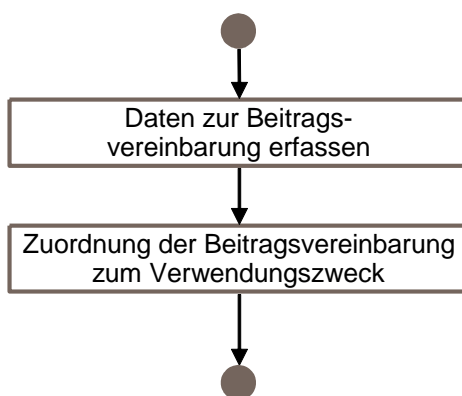 Daten zur Beitrags-
vereinbarung erfassen
Zuordnung der Beitragsvereinbarung
zum Verwendungszweck